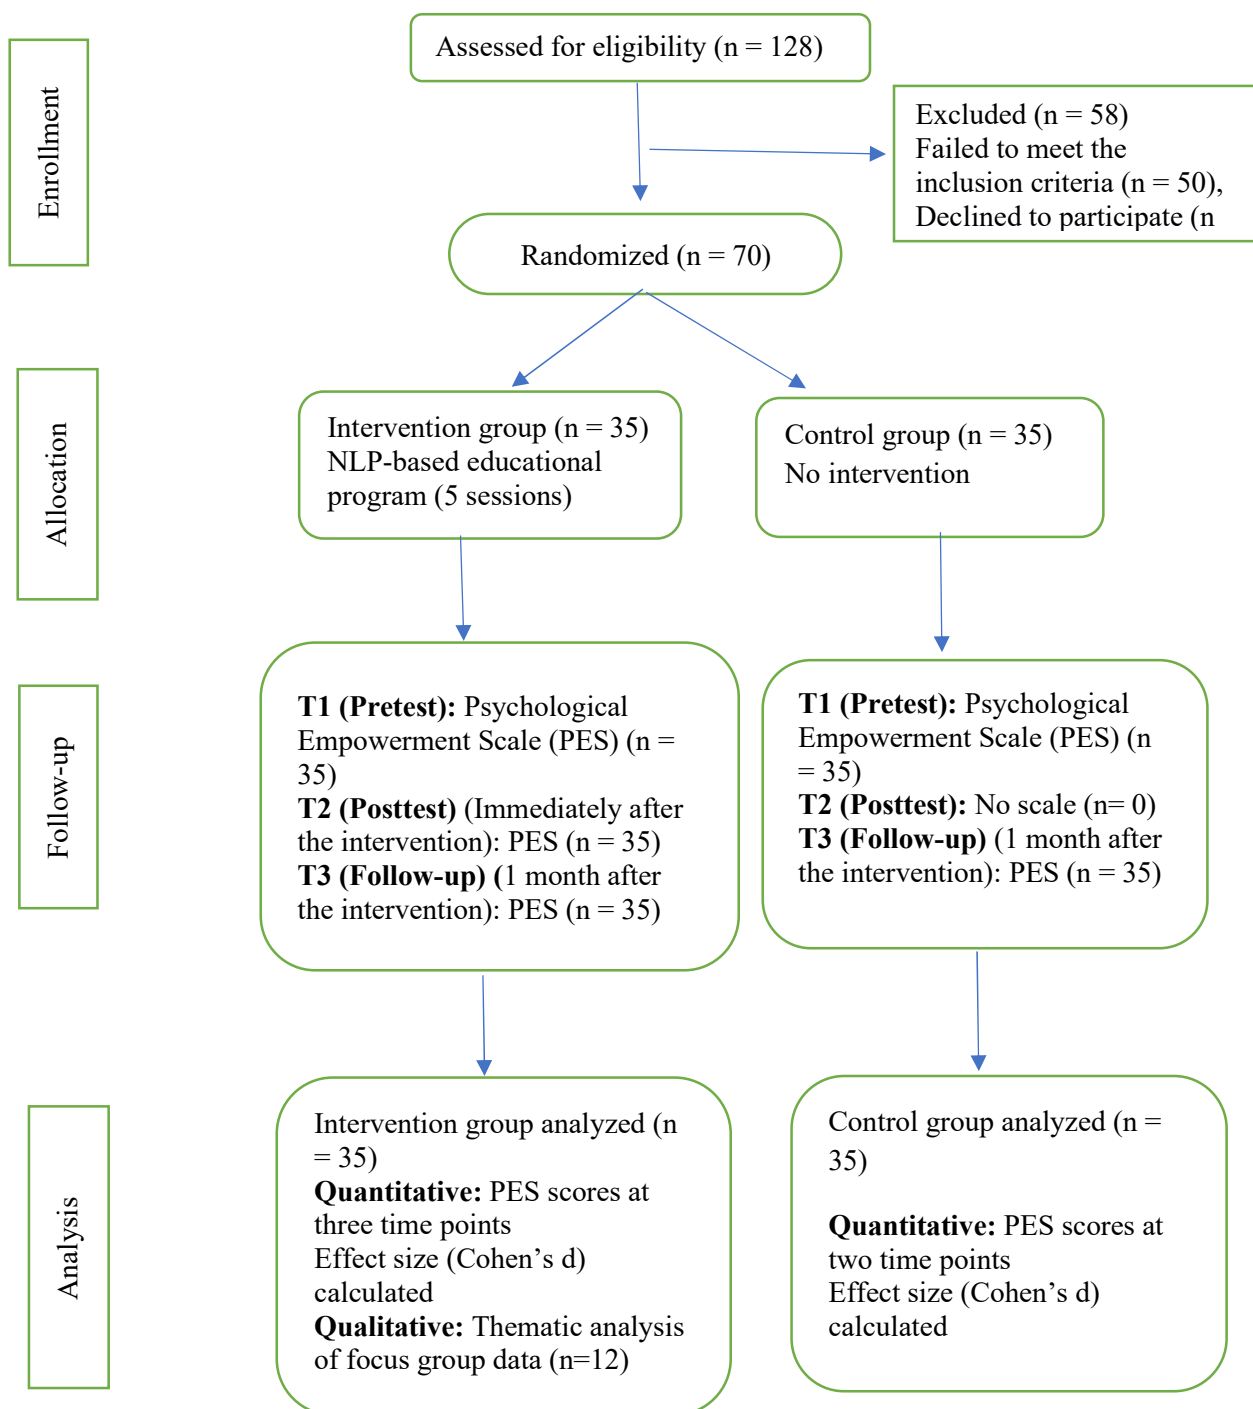 Enrollment
Assessed for eligibility (n = 128)
Excluded (n = 58)
Failed to meet the
inclusion criteria (n = 50),
Declined to participate (n
Randomized (n = 70)
Allocation
Intervention group (n = 35)
NLP-based educational
program (5 sessions)
Control group (n = 35)
No intervention
Follow-up
T1 (Pretest): Psychological
Empowerment Scale (PES) (n =
35)
T2 (Posttest) (Immediately after
the intervention): PES (n = 35)
T3 (Follow-up) (1 month after
the intervention): PES (n = 35)
T1 (Pretest): Psychological
Empowerment Scale (PES) (n
= 35)
T2 (Posttest): No scale (n= 0)
T3 (Follow-up) (1 month after
the intervention): PES (n = 35)
Analysis
Intervention group analyzed (n
= 35)
Quantitative: PES scores at
three time points
Effect size (Cohen’s d)
calculated
Qualitative: Thematic analysis
of focus group data (n=12)
Control group analyzed (n =
35)
Quantitative: PES scores at
two time points
Effect size (Cohen’s d)
calculated